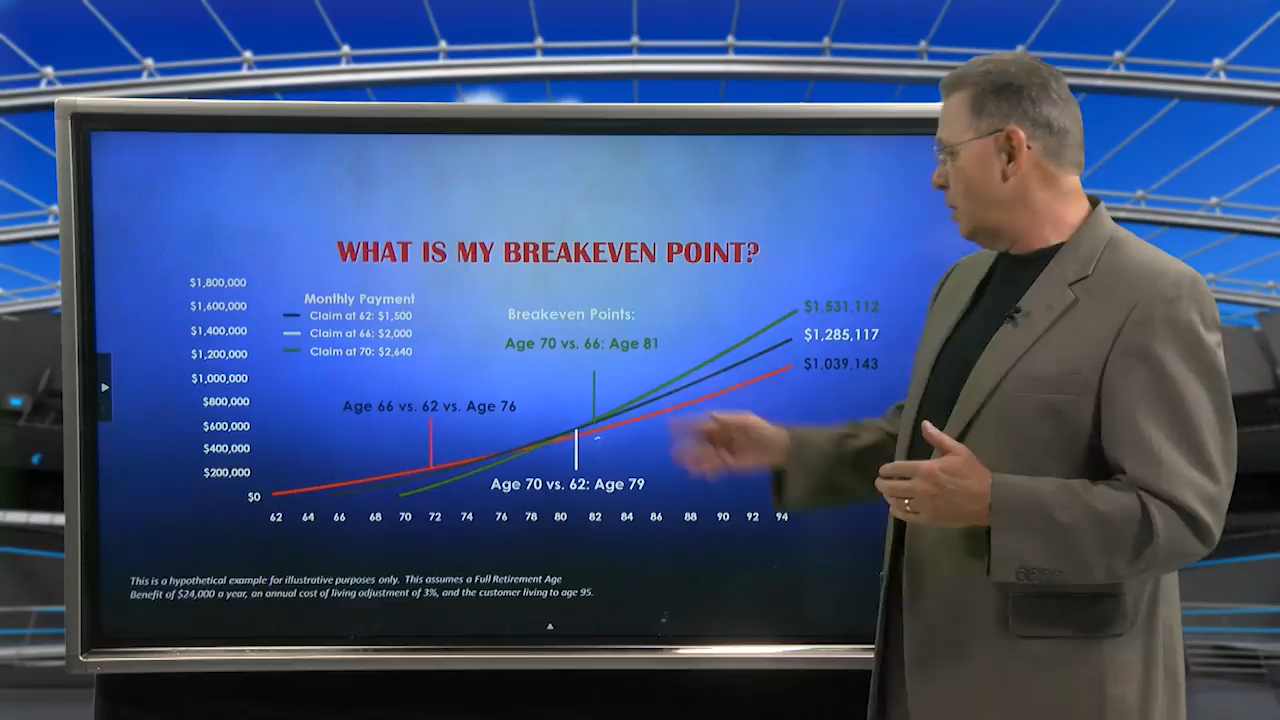 WHAT IS MY BREAKEVEN POINT?
$1,800,000
$1,600,000
$1,400,000
$1,200,000
$1,000,000
$800,000
$600,000
$400,000
$200,000
$0
Monthly Payment
Claim at 62: $1,500
Claim at 66: $2,000
Claim at 70: $2,640
Breakeven Points:
Age 70 vs. 66: Age 81
$1,531,112
$1,285,117
$1,039,143
Age 66 vs. 62 vs. Age 76
Age 70 vs. 62: Age 79
62 64 66 68 70 72 74 76 78 80 82 84 86 88 90 92 94
This is a hypothetical example for illustrative purposes only. This assumes a Full Retirement Age
Benefit of $24,000 a year, an annual cost of living adjustment of 3%, and the customer living to age 95.